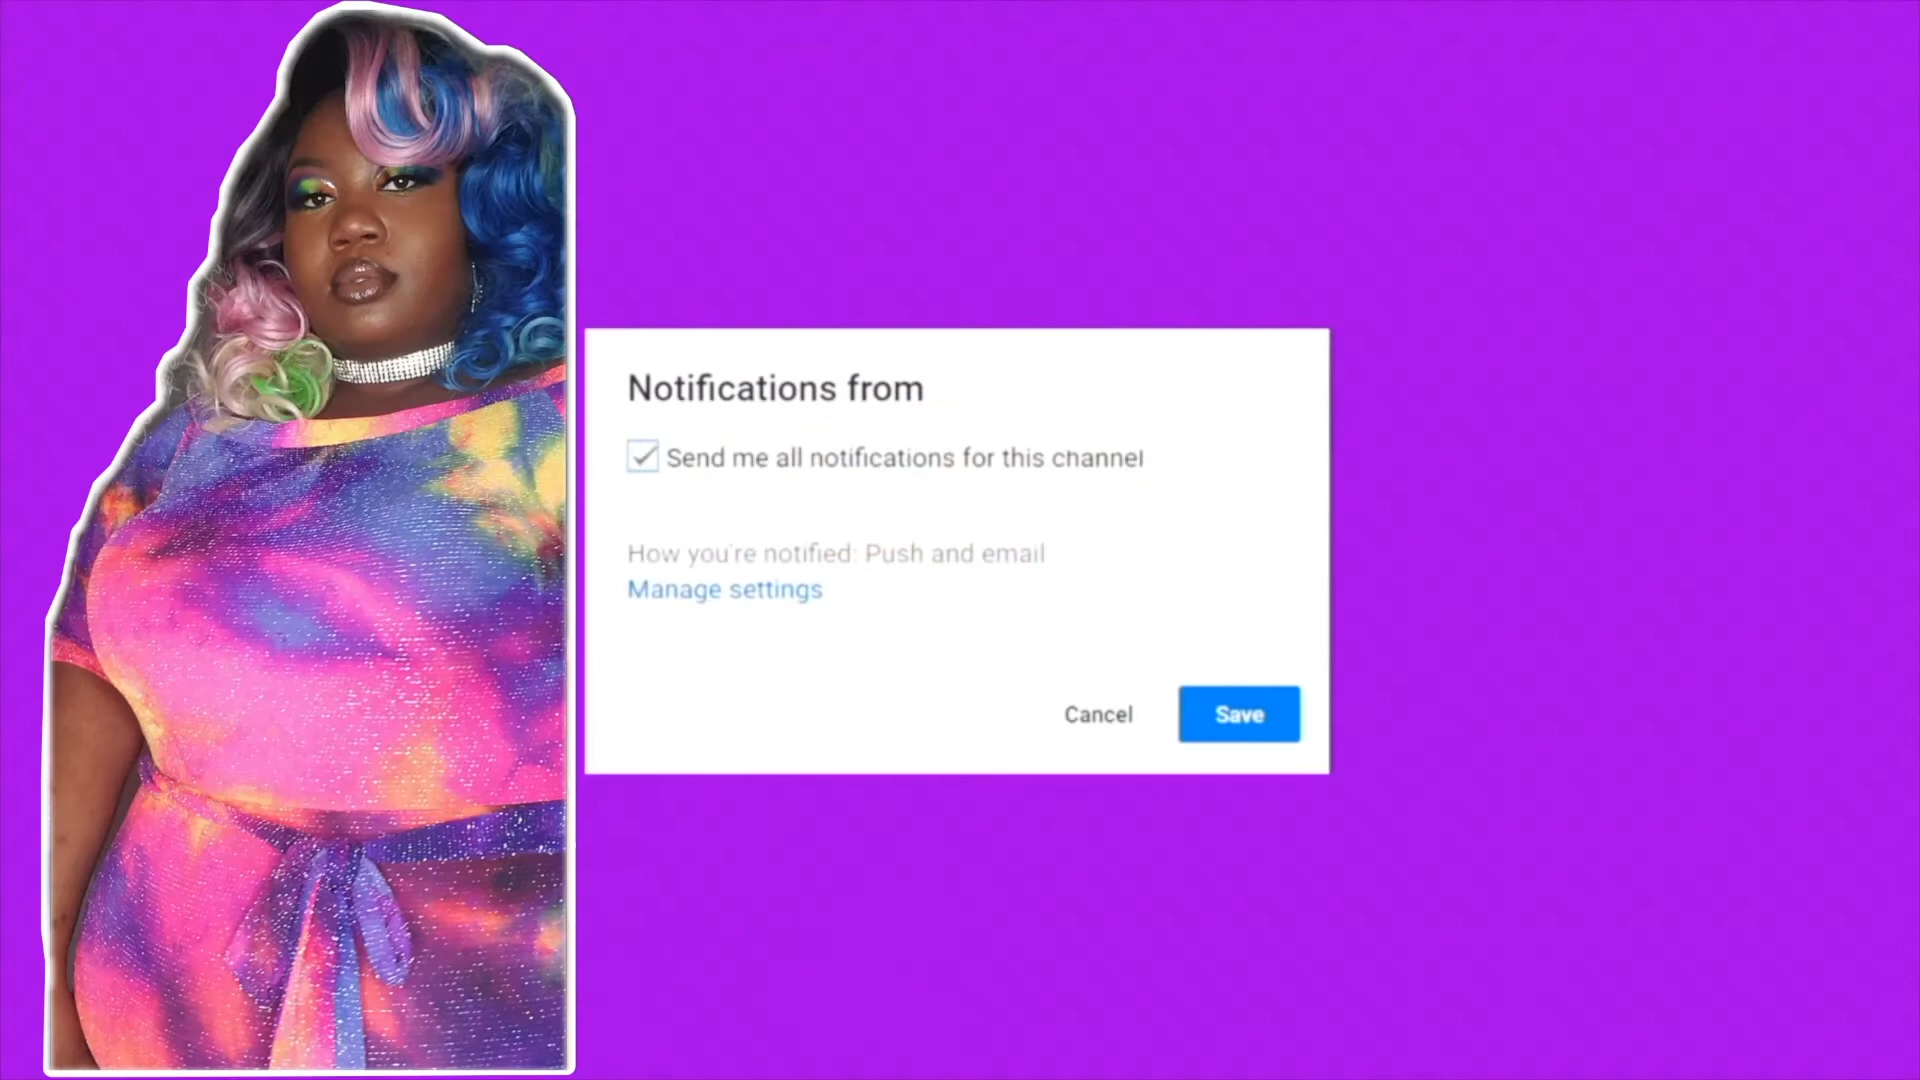 Notifications from
Send me all notifications for this channel
How you're notified: Push and email
Manage settings
Cancel
Save